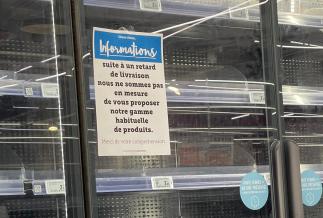 Informations
suite à un retard
de livraison
nous ne sommes pas
en mesure
de vous proposer
notre gamme
habituelle
de produits.
Merci de votre compréhension